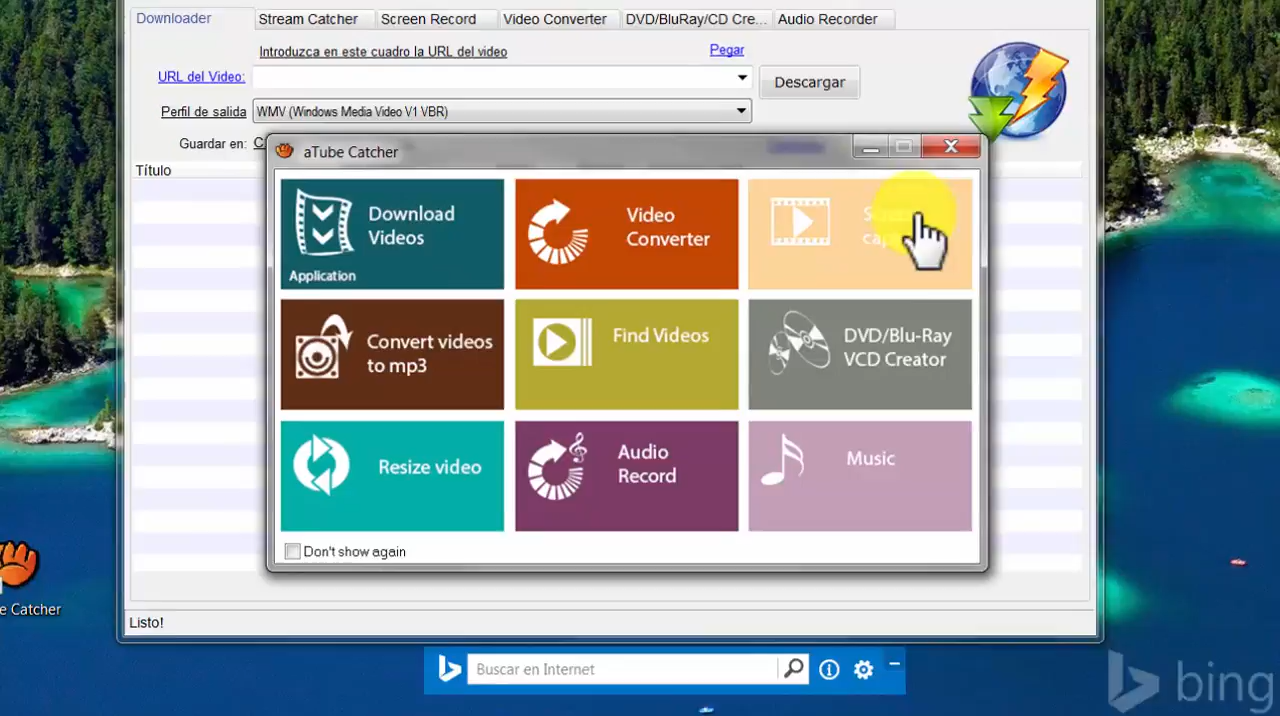 Downloader
Stream Catcher
Screen Record
Video Converter
DVD/BluRay/CD Cre...
Audio Recorder
Introduzca en este cuadro la URL del video
Pegar
URL del Video:
Descargar
Perfil de salida
WMV (Windows Media Video V1 VBR)
Guardar en:
Título
aTube Catcher
Download
Videos
Application
Video
Converter
Convert videos
to mp3
Find Videos
DVD/Blu-Ray
VCD Creator
Resize video
Audio
Record
Music
Don't show again
e Catcher
Listo!
Buscar en Internet
bing